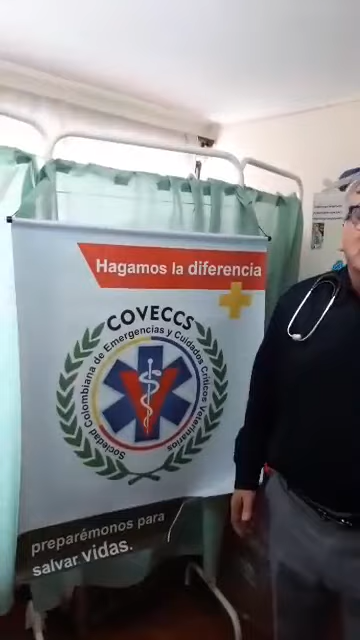 Hagamos la diferencia
COVECCS
Sociedad Colombiana de Emergencias y Cuidados Críticos Veterinarios
V
preparémonos para
salvar vidas.